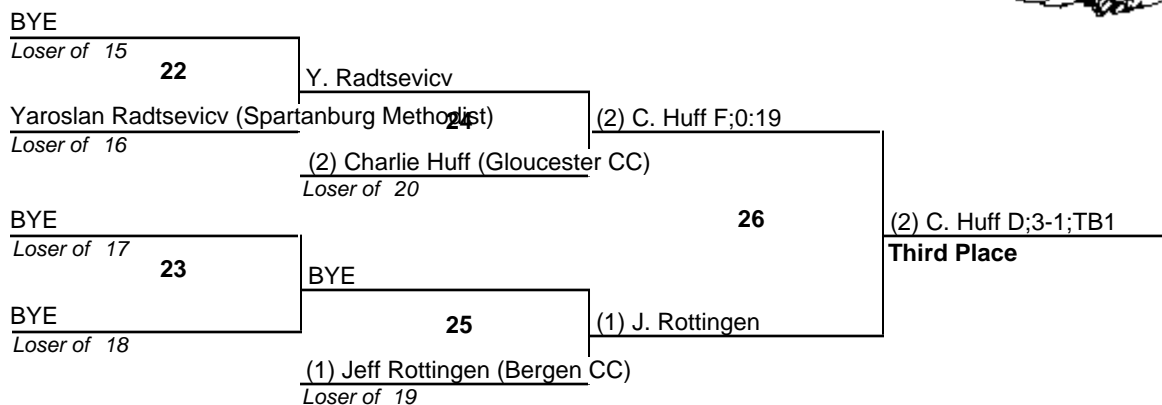 BYE
Loser of 15
22
Y. Radtsevicv
Yaroslan Radtsevicv (Spartanburg Methodist)
24
(2) C. Huff F;0:19
Loser of 16
(2) Charlie Huff (Gloucester CC)
Loser of 20
BYE
26
(2) C. Huff D;3-1;TB1
Loser of 17
Third Place
23
BYE
BYE
25
(1) J. Rottingen
Loser of 18
(1) Jeff Rottingen (Bergen CC)
Loser of 19